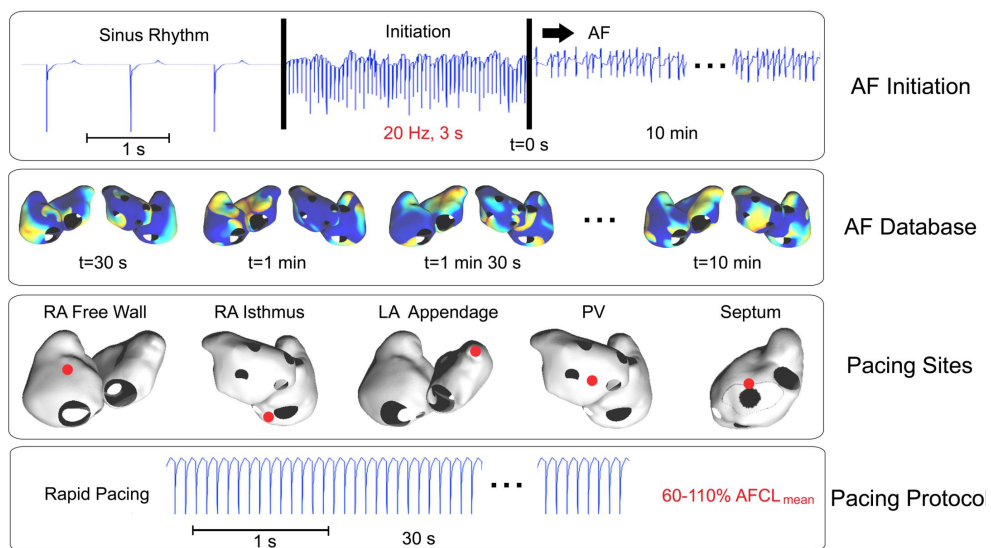 Sinus Rhythm
Initiation
AF
20 Hz, 3 s
t=0 s
10 min
1 s
AF Initiation
t=30 s
t=1 min
t=1 min 30 s
t=10 min
AF Database
RA Free Wall
RA Isthmus
LA Appendage
PV
Septum
Pacing Sites
Rapid Pacing
60-110% AFCL mean
1 s
30 s
Pacing Protocol